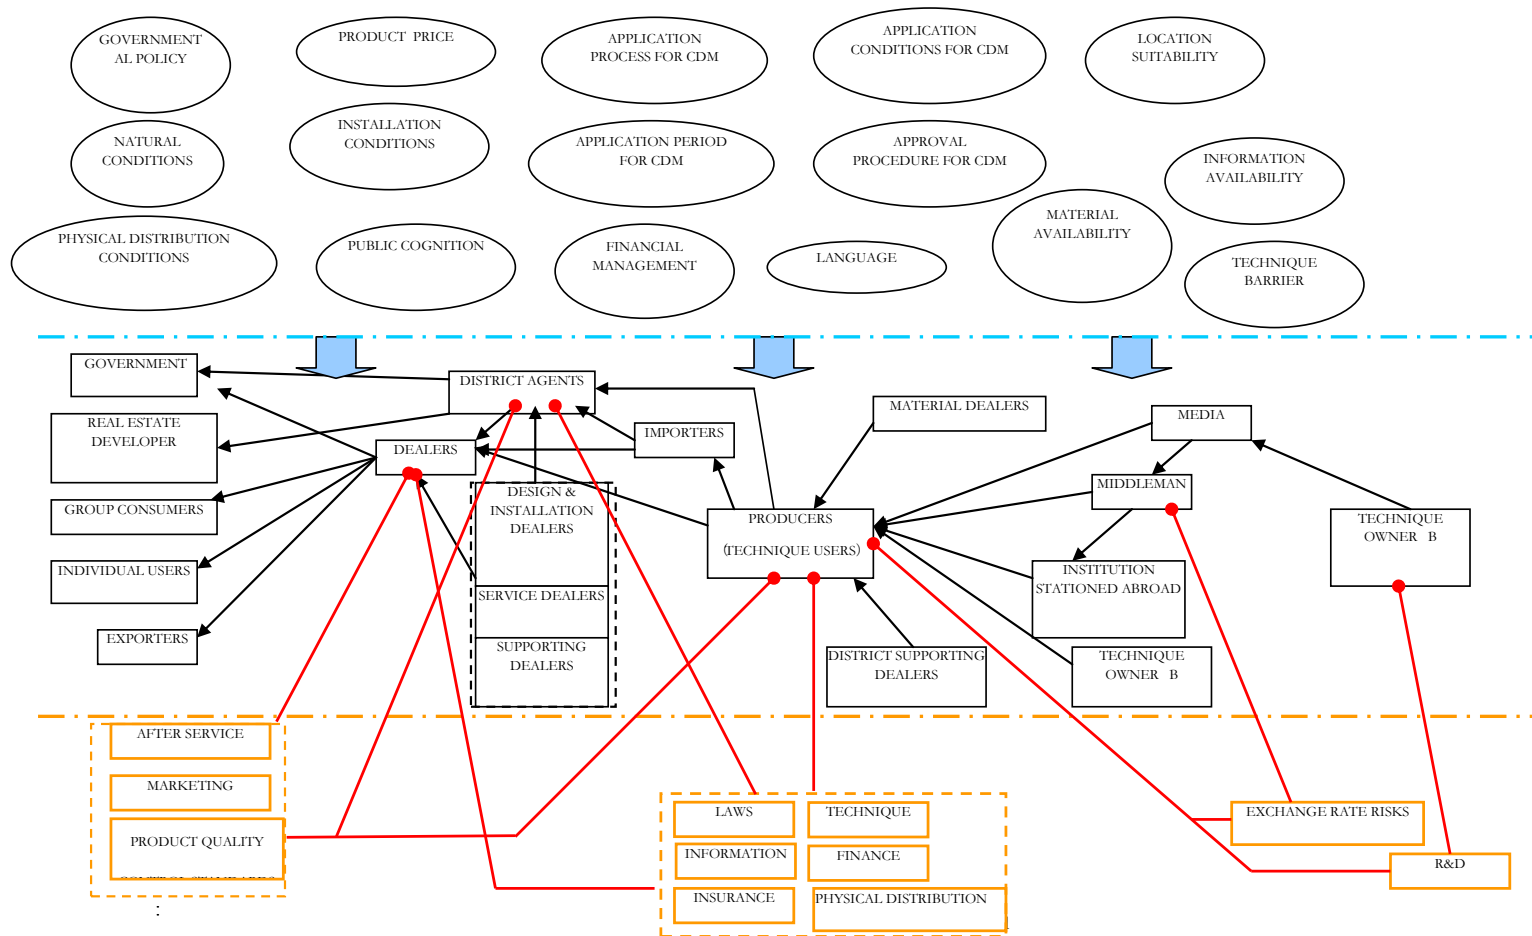 GOVERNMENT
AL POLICY
PRODUCT PRICE
APPLICATION
PROCESS FOR CDM
APPLICATION
CONDITIONS FOR CDM
LOCATION
SUITABILITY
NATURAL
CONDITIONS
INSTALLATION
CONDITIONS
APPLICATION PERIOD
FOR CDM
APPROVAL
PROCEDURE FOR CDM
INFORMATION
AVAILABILITY
PHYSICAL DISTRIBUTION
CONDITIONS
PUBLIC COGNITION
FINANCIAL
MANAGEMENT
LANGUAGE
MATERIAL
AVAILABILITY
TECHNIQUE
BARRIER
GOVERNMENT
DISTRICT AGENTS
MATERIAL DEALERS
MEDIA
REAL ESTATE
DEVELOPER
DEALERS
IMPORTERS
MIDDLEMAN
GROUP CONSUMERS
DESIGN &
INSTALLATION
DEALERS
PRODUCERS
(TECHNIQUE USERS)
TECHNIQUE
OWNER B
INDIVIDUAL USERS
SERVICE DEALERS
INSTITUTION
STATIONED ABROAD
EXPORTERS
SUPPORTING
DEALERS
DISTRICT SUPPORTING
DEALERS
TECHNIQUE
OWNER B
AFTER SERVICE
MARKETING
PRODUCT QUALITY
CONTROL STANDARDS
:
LAWS
TECHNIQUE
INFORMATION
FINANCE
INSURANCE
PHYSICAL DISTRIBUTION
EXCHANGE RATE RISKS
R&D